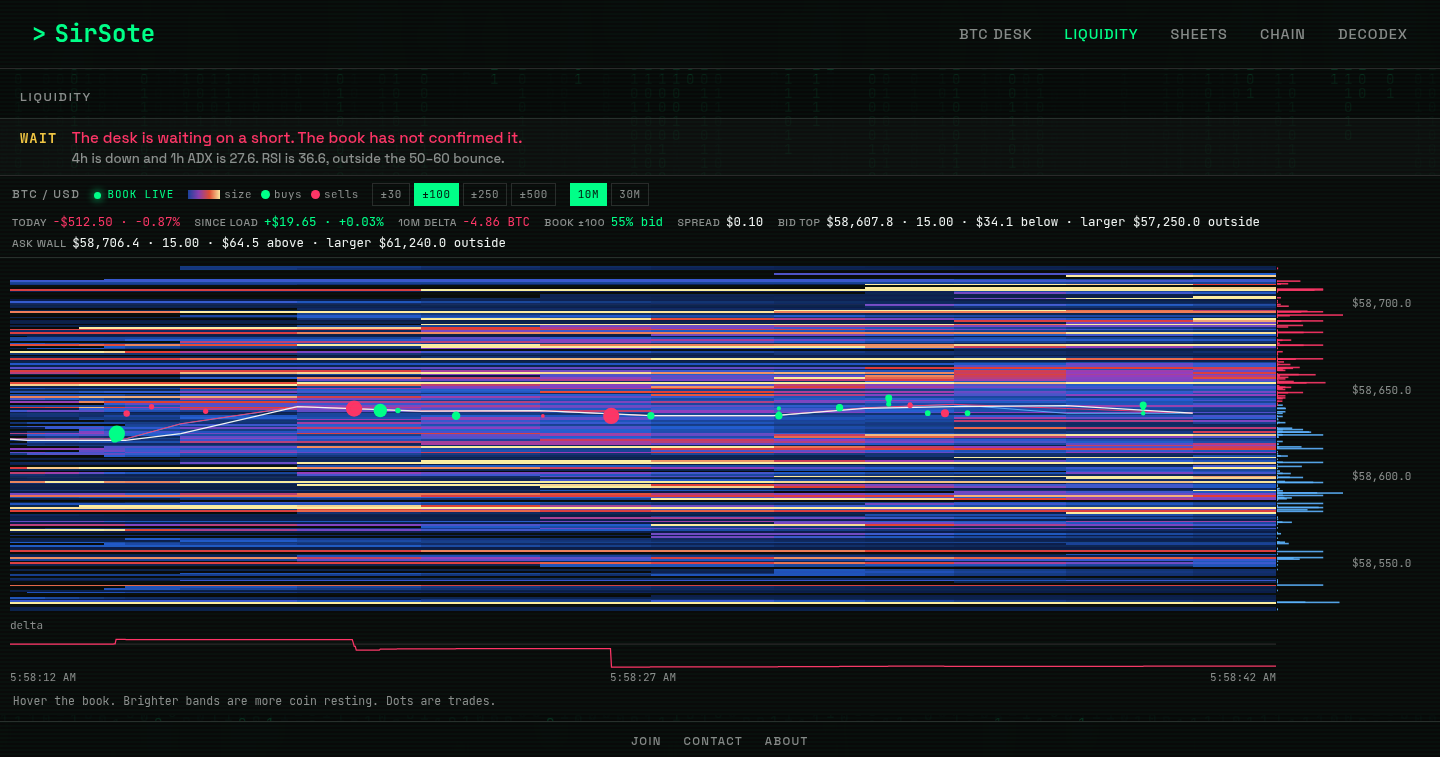 > SirSote
BTC DESK LIQUIDITY SHEETS CHAIN DECODEX
LIQUIDITY
WAIT The desk is waiting on a short. The book has not confirmed it.
4h is down and 1h ADX is 27.6. RSI is 36.6, outside the 50–60 bounce.
BTC / USD BOOK LIVE size buys sells ±30 ±100 ±250 ±500 10M 30M
TODAY -$512.50 · -0.87% SINCE LOAD +$19.65 · +0.03% 10M DELTA -4.86 BTC BOOK ±100 55% bid SPREAD $0.10 BID TOP $58,607.8 · 15.00 · $34.1 below · larger $57,250.0 outside
ASK WALL $58,706.4 · 15.00 · $64.5 above · larger $61,240.0 outside
$58,700.0
$58,650.0
$58,600.0
$58,550.0
delta
5:58:12 AM 5:58:27 AM 5:58:42 AM
Hover the book. Brighter bands are more coin resting. Dots are trades.
JOIN CONTACT ABOUT